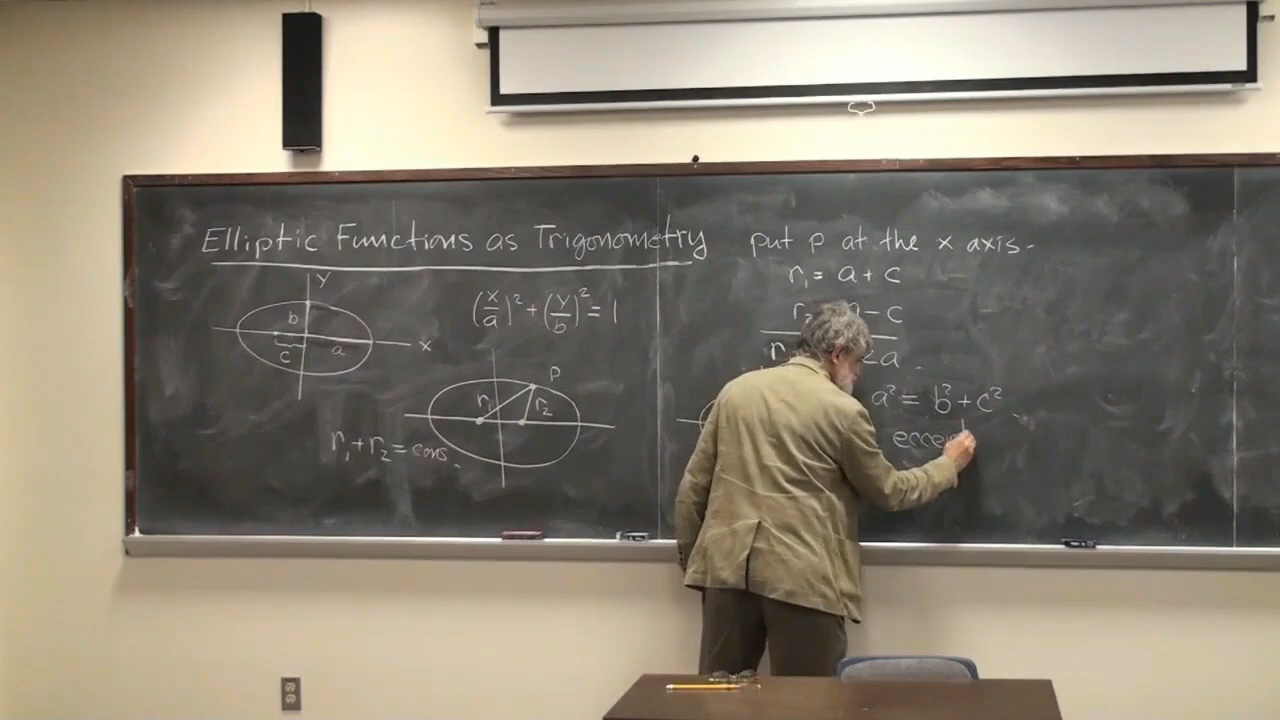 Elliptic Functions as Trigonometry
y
b
c
a
x
(x/a)² + (y/b)² = 1
P
r₁
r₂
r₁+r₂ = cons.
put P at the x axis.
r₁ = a + c
r₂ - c
r 2a.
a² = b² + c².